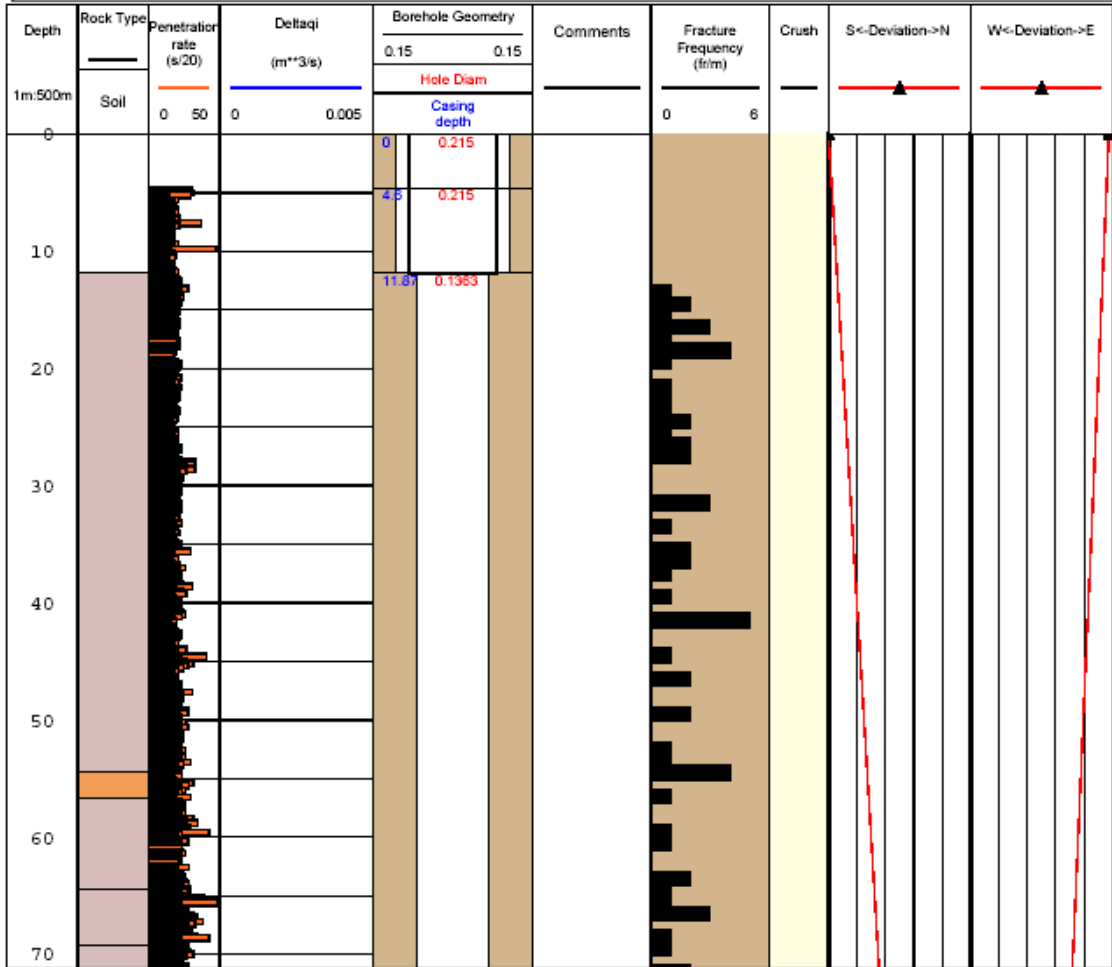 Depth
1m:500m
Rock Type
Soil
Penetration
rate
(s/20)
0 50
Deltaqi
(m**3/s)
0 0.005
Borehole Geometry
0.15 0.15
Hole Diam
Casing
depth
Comments
Fracture
Frequency
(fr/m)
0 6
Crush
S<-Deviation->N
W<-Deviation->E
0
0 0.215
4.6 0.215
10
11.87 0.1363
20
30
40
50
60
70